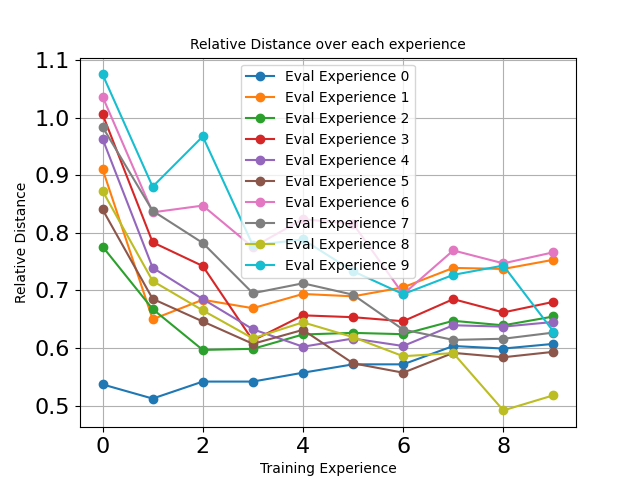 Relative Distance over each experience
Relative Distance
1.1
1.0
0.9
0.8
0.7
0.6
0.5
Eval Experience 0
Eval Experience 1
Eval Experience 2
Eval Experience 3
Eval Experience 4
Eval Experience 5
Eval Experience 6
Eval Experience 7
Eval Experience 8
Eval Experience 9
0 2 4 6 8
Training Experience